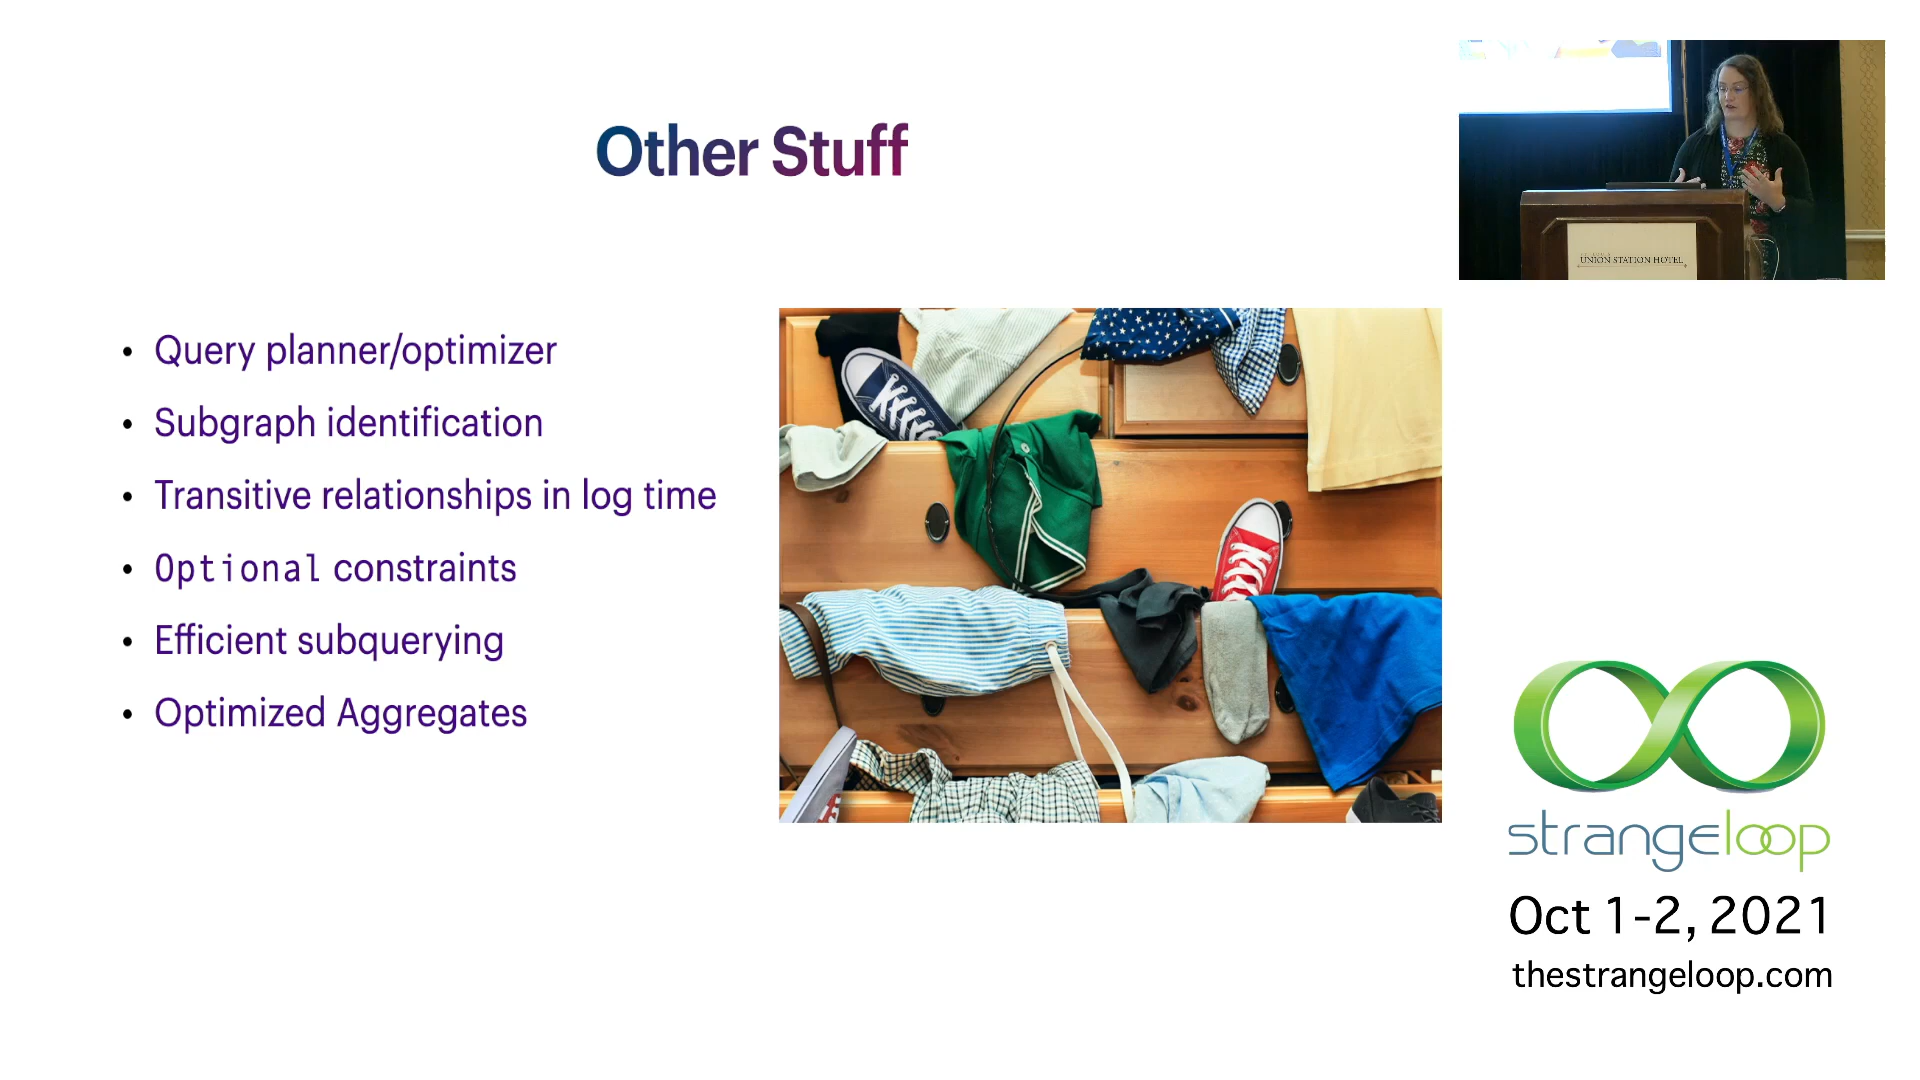 Other Stuff
• Query planner/optimizer
• Subgraph identification
• Transitive relationships in log time
• Optional constraints
• Efficient subquerying
• Optimized Aggregates
UNION STATION HOTEL
strangeloop
Oct 1-2, 2021
thestrangeloop.com